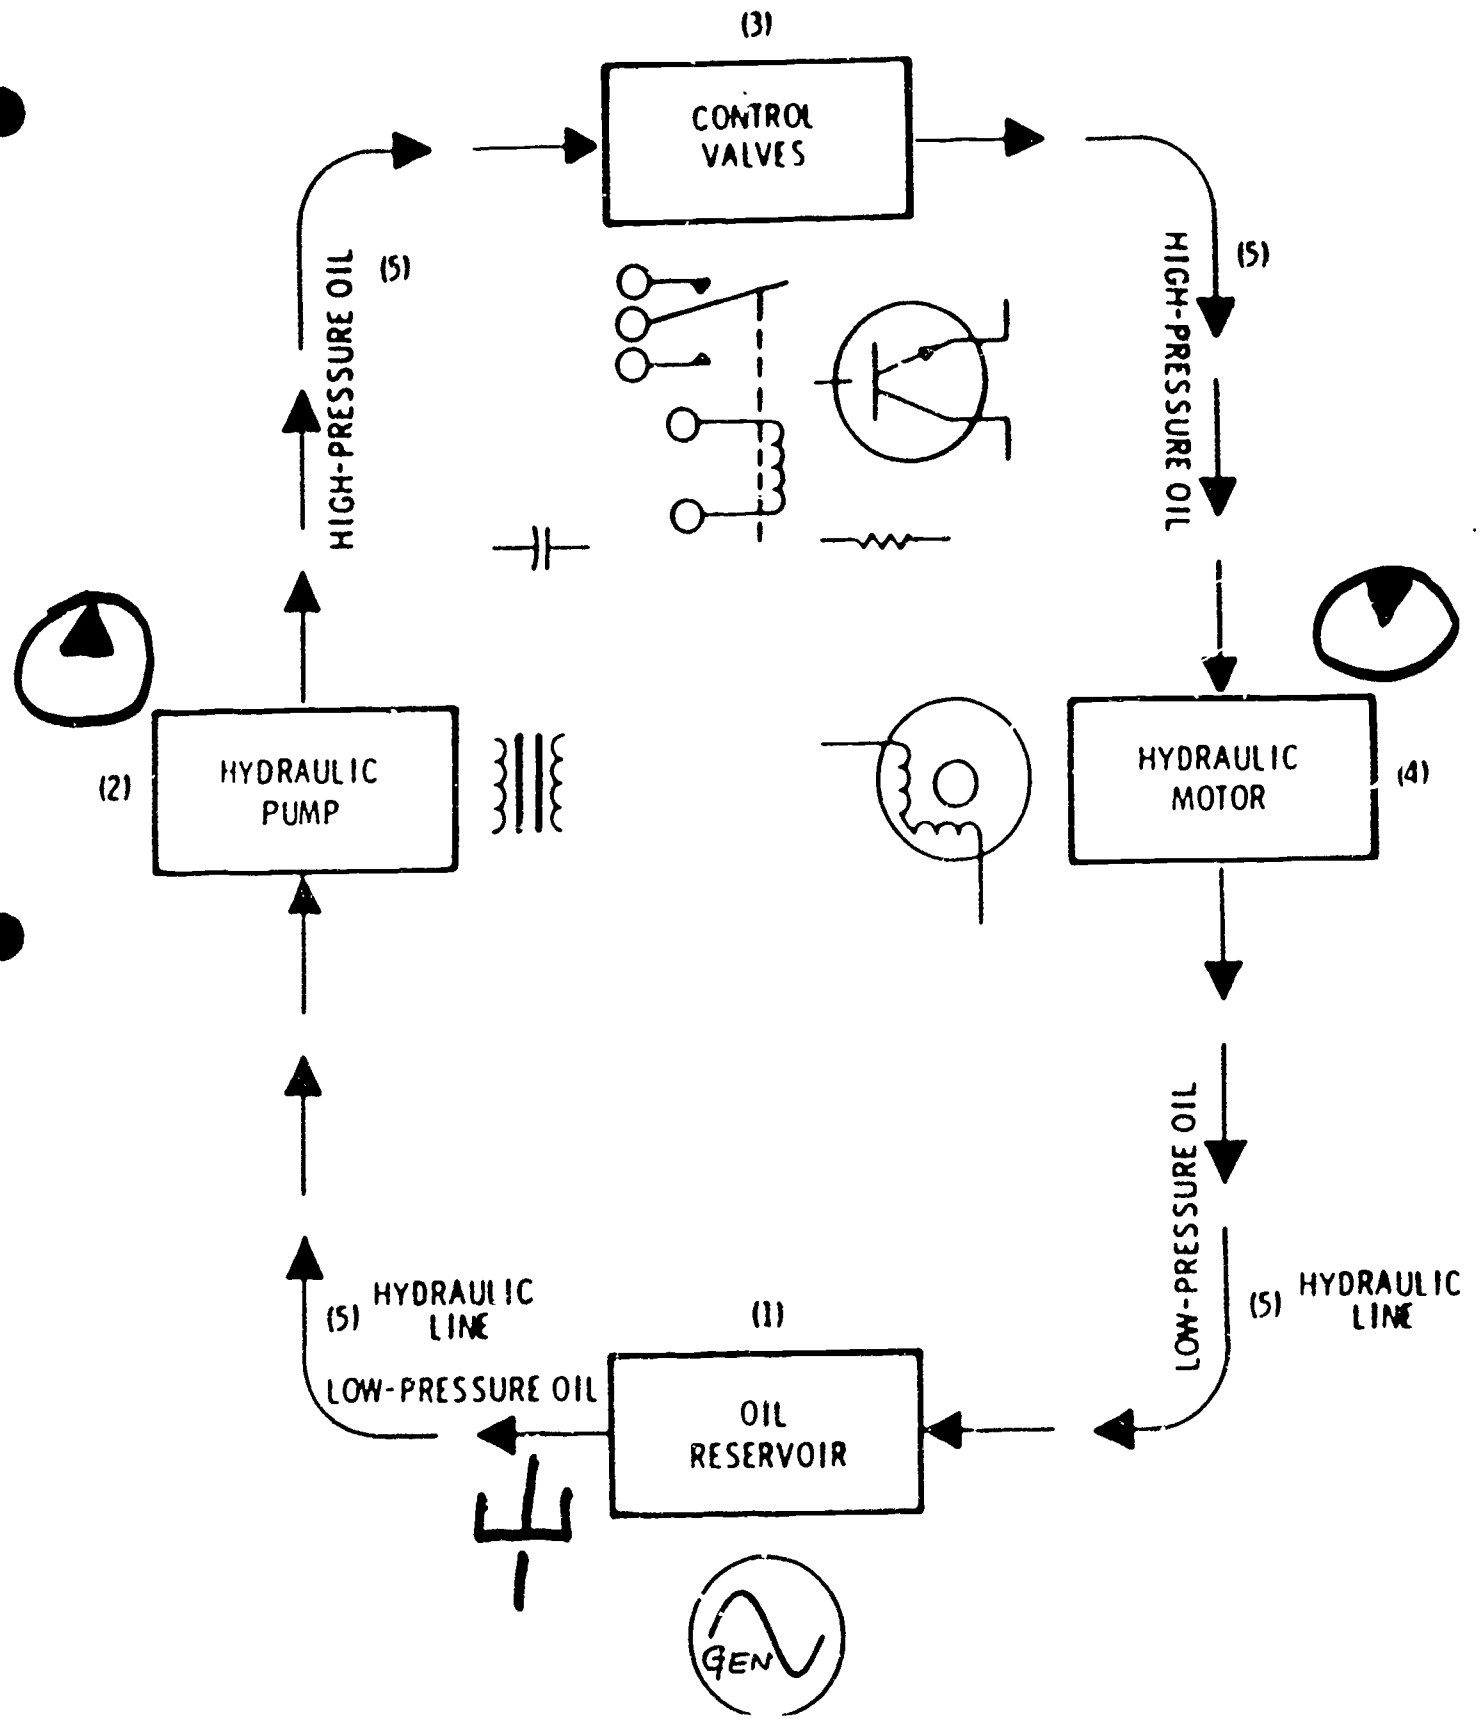 (3)
CONTROL
VALVES
HIGH-PRESSURE OIL
(5)
HIGH-PRESSURE OIL
(5)
(2)
HYDRAULIC
PUMP
HYDRAULIC
MOTOR
(4)
LOW-PRESSURE OIL
(5)
HYDRAULIC
LINE
(5)
HYDRAULIC
LINE
LOW-PRESSURE OIL
(1)
OIL
RESERVOIR
GEN